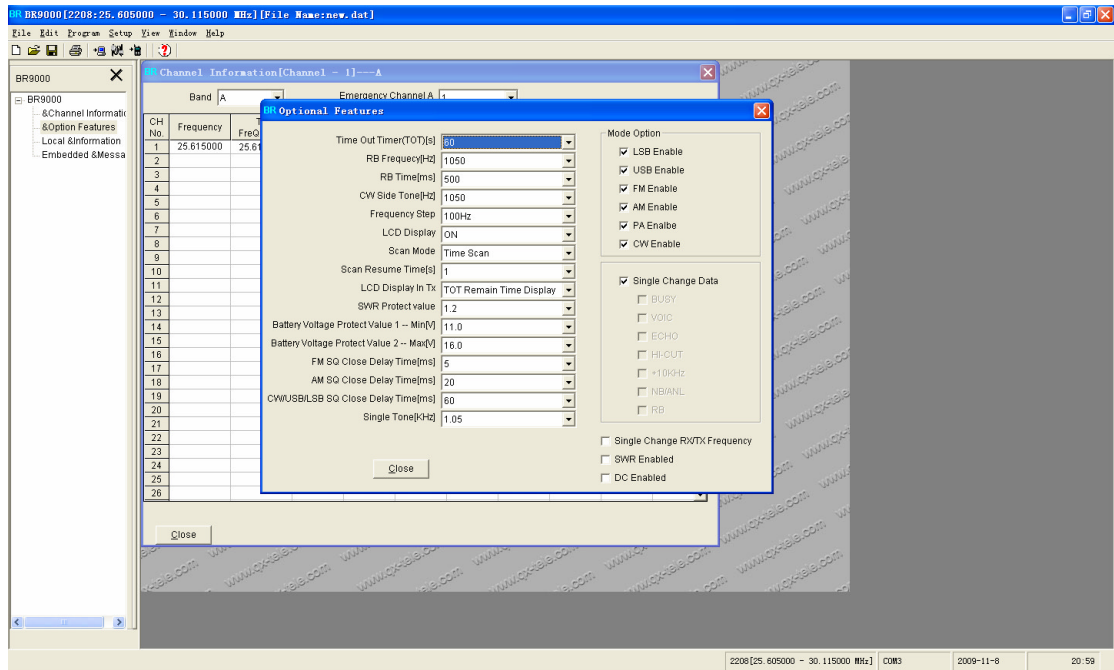 BR BR9000[2208:25.605000 - 30.115000 MHz][File Name:new.dat]
File Edit Program Setup View Window Help
BR9000
BR9000
&Channel Informatic
&Option Features
Local &Information
Embedded &Messa
BR Channel Information[Channel - 1]---A
Band A Emergency Channel A 1
CH No. Frequency T FreQ
1 25.615000 25.61
2
3
4
5
6
7
8
9
10
11
12
13
14
15
16
17
18
19
20
21
22
23
24
25
26
Close
BR Optional Features
Time Out Timer(TOT)[s] 60
RB Frequecy[Hz] 1050
RB Time[ms] 500
CW Side Tone[Hz] 1050
Frequency Step 100Hz
LCD Display ON
Scan Mode Time Scan
Scan Resume Time[s] 1
LCD Display In Tx TOT Remain Time Display
SWR Protect value 1.2
Battery Voltage Protect Value 1 -- Min[V] 11.0
Battery Voltage Protect Value 2 -- Max[V] 16.0
FM SQ Close Delay Time[ms] 5
AM SQ Close Delay Time[ms] 20
CW/USB/LSB SQ Close Delay Time[ms] 60
Single Tone[KHz] 1.05
Close
Mode Option
LSB Enable
USB Enable
FM Enable
AM Enable
PA Enalbe
CW Enable
Single Change Data
BUSY
VOIC
ECHO
HI-CUT
+10KHz
NB/ANL
RB
Single Change RX/TX Frequency
SWR Enabled
DC Enabled
www.qx-tele.com
2208[25.605000 - 30.115000 MHz] COM3 2009-11-8 20:59